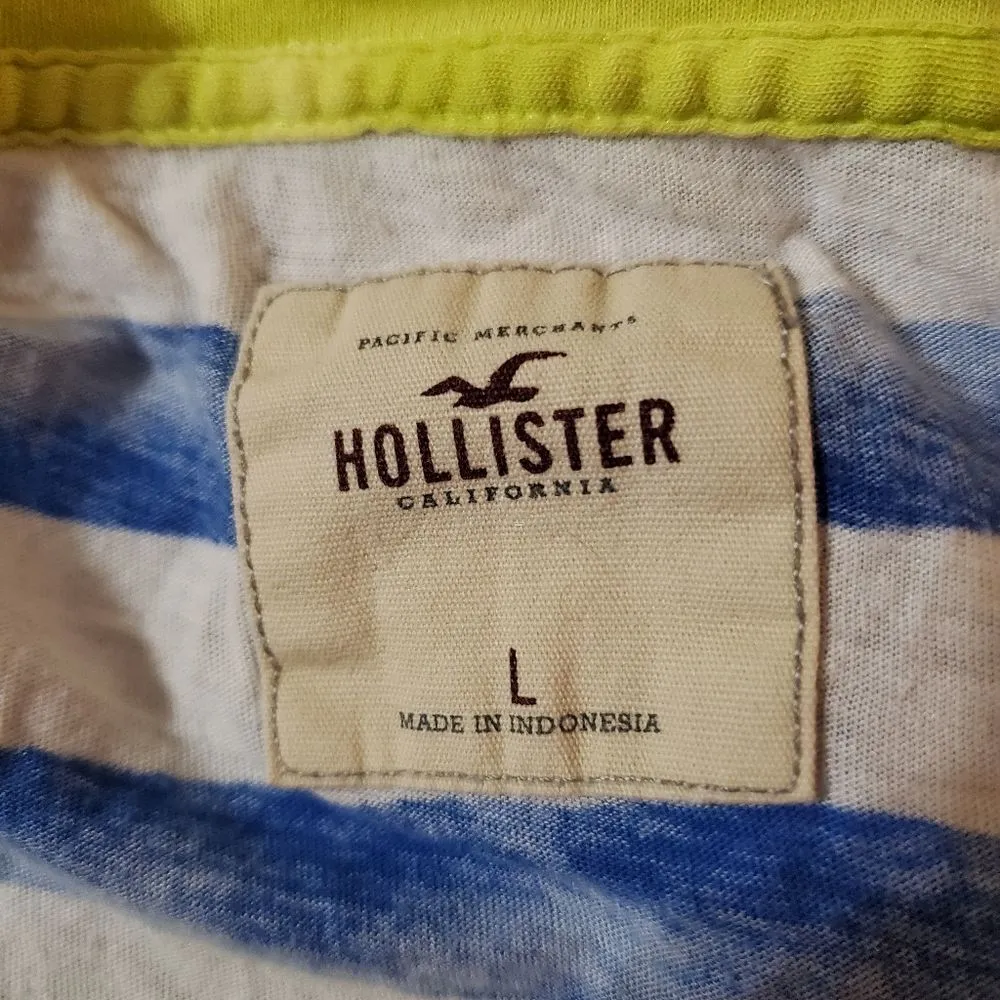 PACIFIC MERCHANTS
HOLLISTER
CALIFORNIA
L
MADE IN INDONESIA